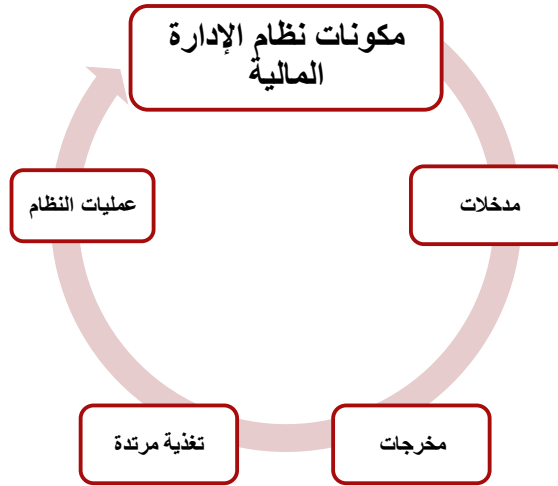 مكونات نظام الإدارة
المالية
مدخلات
مخرجات
تغذية مرتدة
عمليات النظام